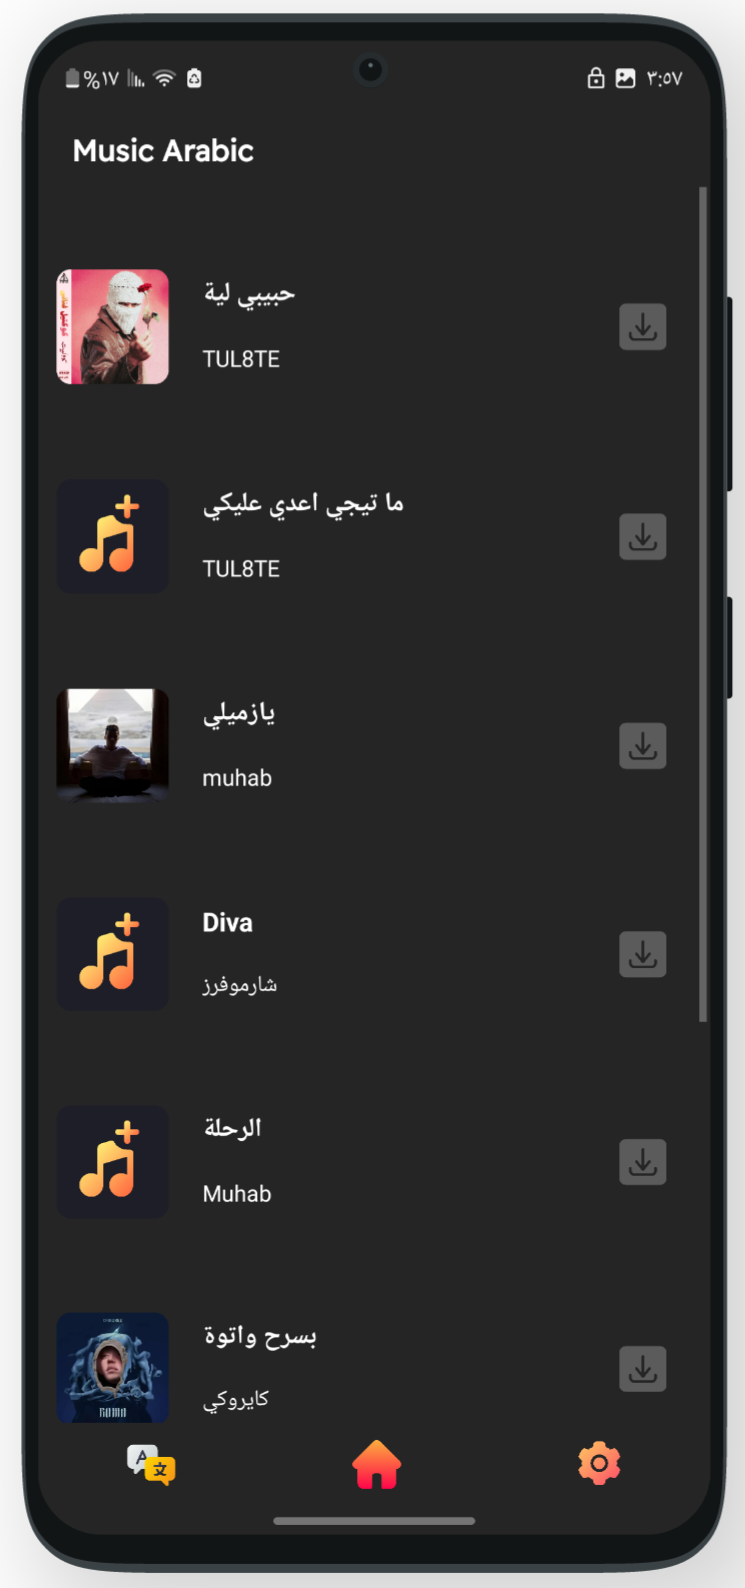 %١٧
٣:٥٧
Music Arabic
حبيبي لية
TUL8TE
ما تيجي اعدي عليكي
TUL8TE
يازميلي
muhab
Diva
شارموفرز
الرحلة
Muhab
بسرح واتوة
كايروكي
A
文